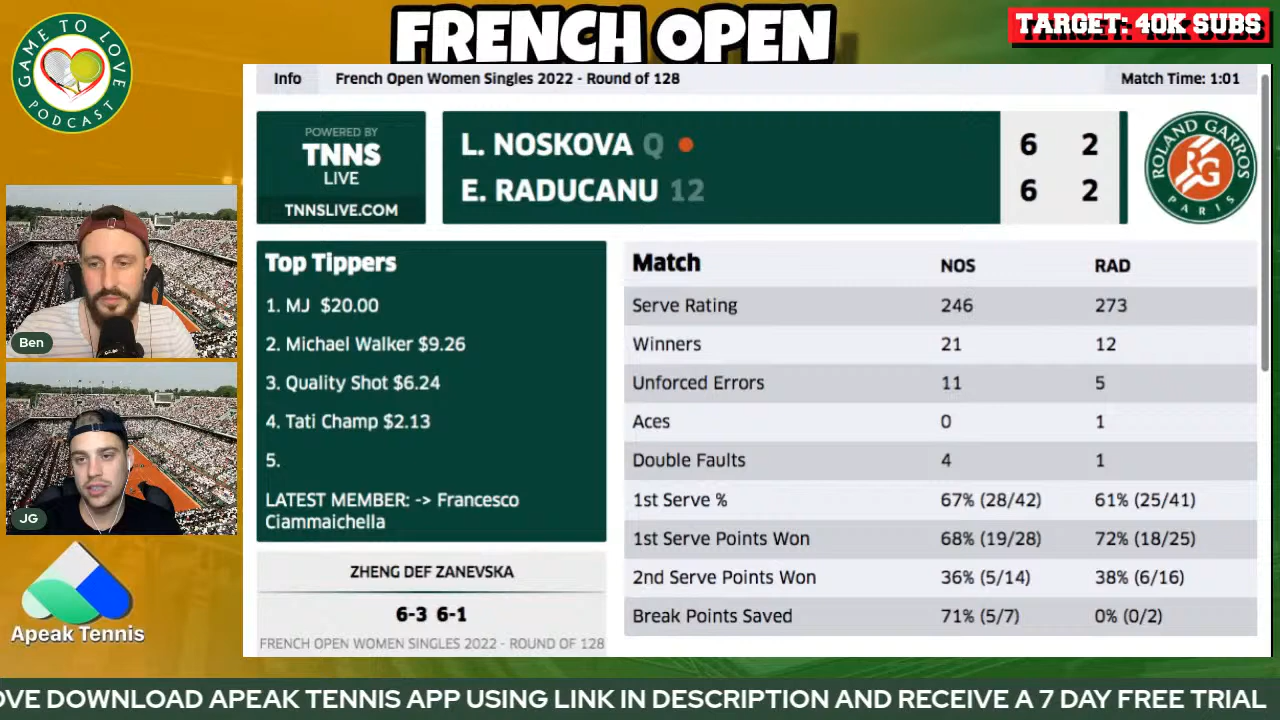 FRENCH OPEN
TARGET: 40K SUBS
GAME TO LOVE
PODCAST
Info French Open Women Singles 2022 - Round of 128 Match Time: 1:01
POWERED BY
TNNS
LIVE
TNNSLIVE.COM
L. NOSKOVA Q 6 2
E. RADUCANU 12 6 2
ROLAND GARROS
RG
PARIS
Ben
JG
Apeak Tennis
Top Tippers
1. MJ $20.00
2. Michael Walker $9.26
3. Quality Shot $6.24
4. Tati Champ $2.13
5.
LATEST MEMBER: -> Francesco
Ciammaichella
ZHENG DEF ZANEVSKA
6-3 6-1
FRENCH OPEN WOMEN SINGLES 2022 - ROUND OF 128
Match NOS RAD
Serve Rating 246 273
Winners 21 12
Unforced Errors 11 5
Aces 0 1
Double Faults 4 1
1st Serve % 67% (28/42) 61% (25/41)
1st Serve Points Won 68% (19/28) 72% (18/25)
2nd Serve Points Won 36% (5/14) 38% (6/16)
Break Points Saved 71% (5/7) 0% (0/2)
OVE DOWNLOAD APEAK TENNIS APP USING LINK IN DESCRIPTION AND RECEIVE A 7 DAY FREE TRIAL